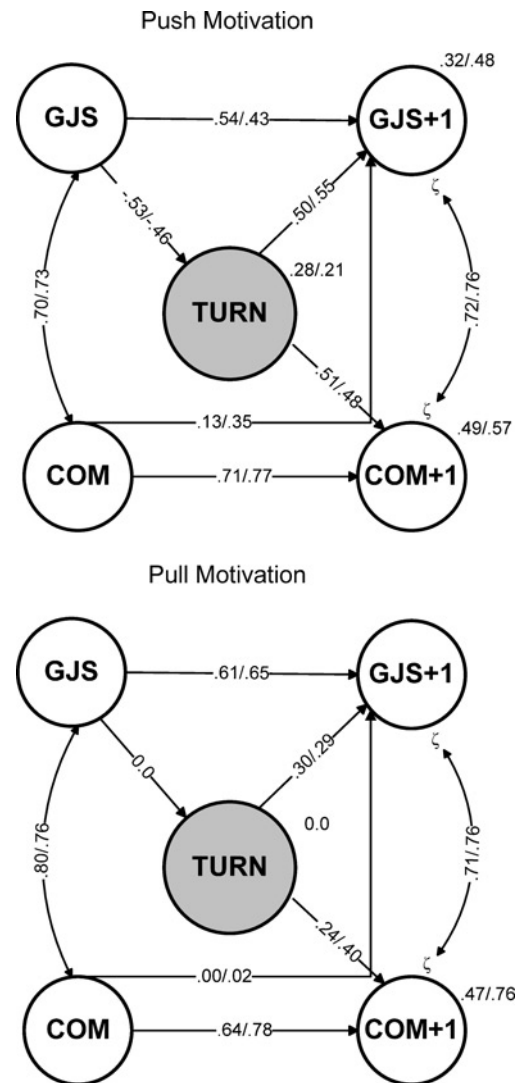 Push Motivation
.32/.48
GJS
.54/.43
GJS+1
-.53/-.46
.50/.55
ζ
.70/.73
TURN
.28/.21
.72/.76
.51/.48
ζ
.13/.35
.49/.57
COM
.71/.77
COM+1
Pull Motivation
GJS
.61/.65
GJS+1
0.0
.30/.29
ζ
.80/.76
TURN
0.0
.71/.76
.24/.40
ζ
.00/.02
.47/.76
COM
.64/.78
COM+1